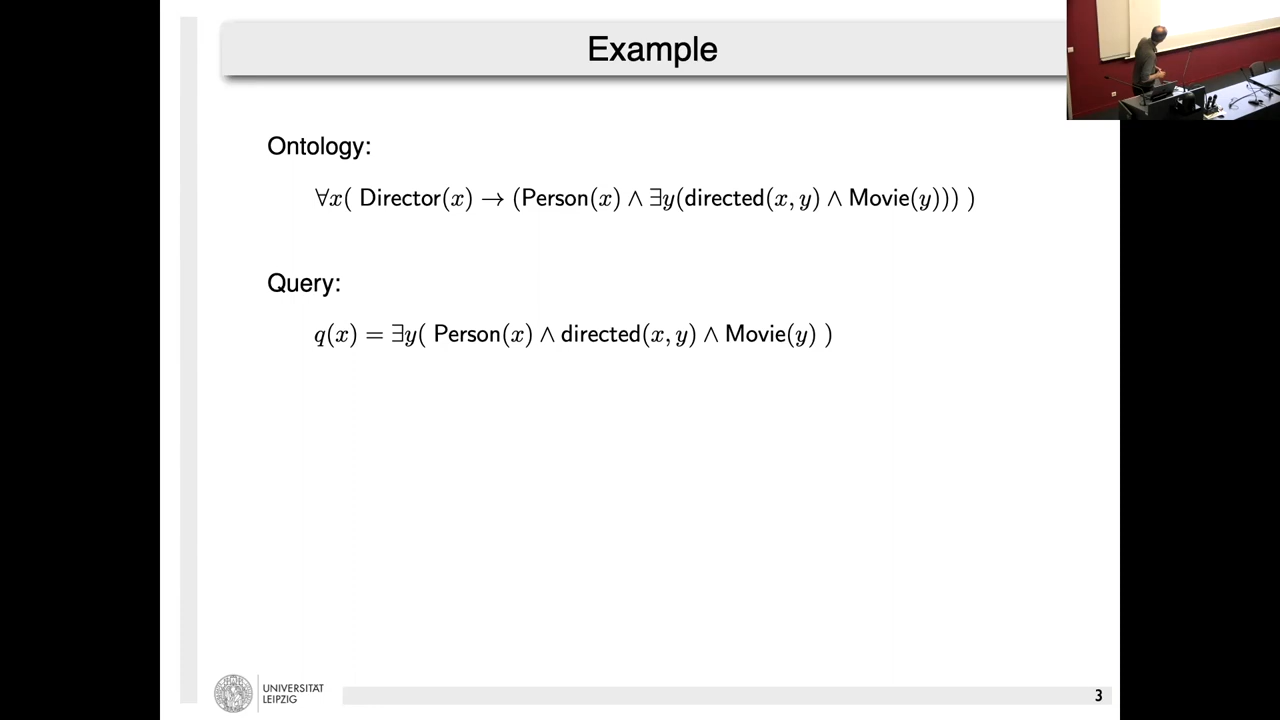 Example
Ontology:
∀x( Director(x) → (Person(x) ∧ ∃y(directed(x, y) ∧ Movie(y))) )
Query:
q(x) = ∃y( Person(x) ∧ directed(x, y) ∧ Movie(y) )
UNIVERSITÄT
LEIPZIG
3